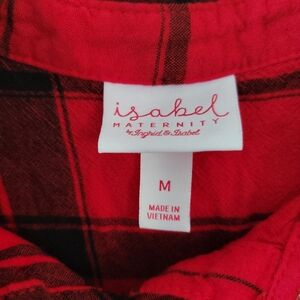 isabel
MATERNITY
by Ingrid & Isabel
M
MADE IN
VIETNAM